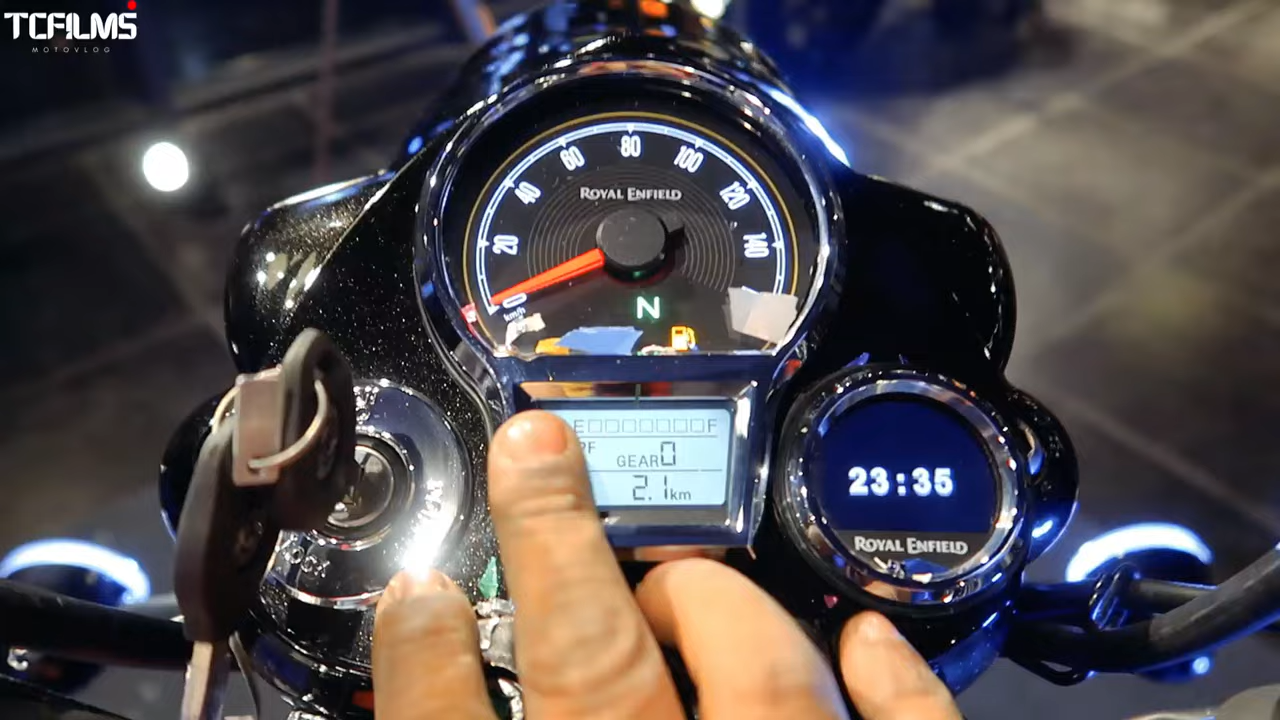 TCFILMS
MOTOVLOG
0
20
40
60
80
100
120
140
ROYAL ENFIELD
km/h
N
E F
GEAR 0
2.1km
23:35
ROYAL ENFIELD